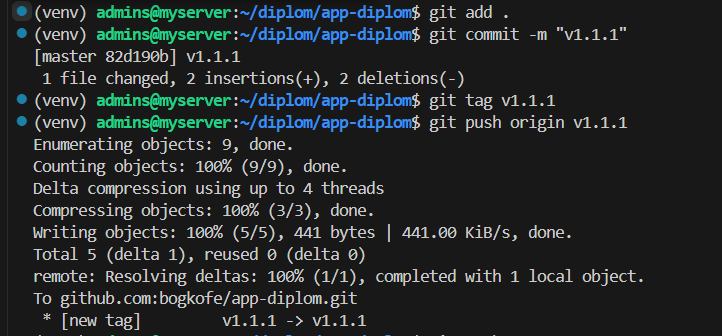 (venv) admins@myserver:~/diplom/app-diplom$ git add .
(venv) admins@myserver:~/diplom/app-diplom$ git commit -m "v1.1.1"
[master 82d190b] v1.1.1
 1 file changed, 2 insertions(+), 2 deletions(-)
(venv) admins@myserver:~/diplom/app-diplom$ git tag v1.1.1
(venv) admins@myserver:~/diplom/app-diplom$ git push origin v1.1.1
Enumerating objects: 9, done.
Counting objects: 100% (9/9), done.
Delta compression using up to 4 threads
Compressing objects: 100% (3/3), done.
Writing objects: 100% (5/5), 441 bytes | 441.00 KiB/s, done.
Total 5 (delta 1), reused 0 (delta 0)
remote: Resolving deltas: 100% (1/1), completed with 1 local object.
To github.com:bogkofe/app-diplom.git
 * [new tag]         v1.1.1 -> v1.1.1